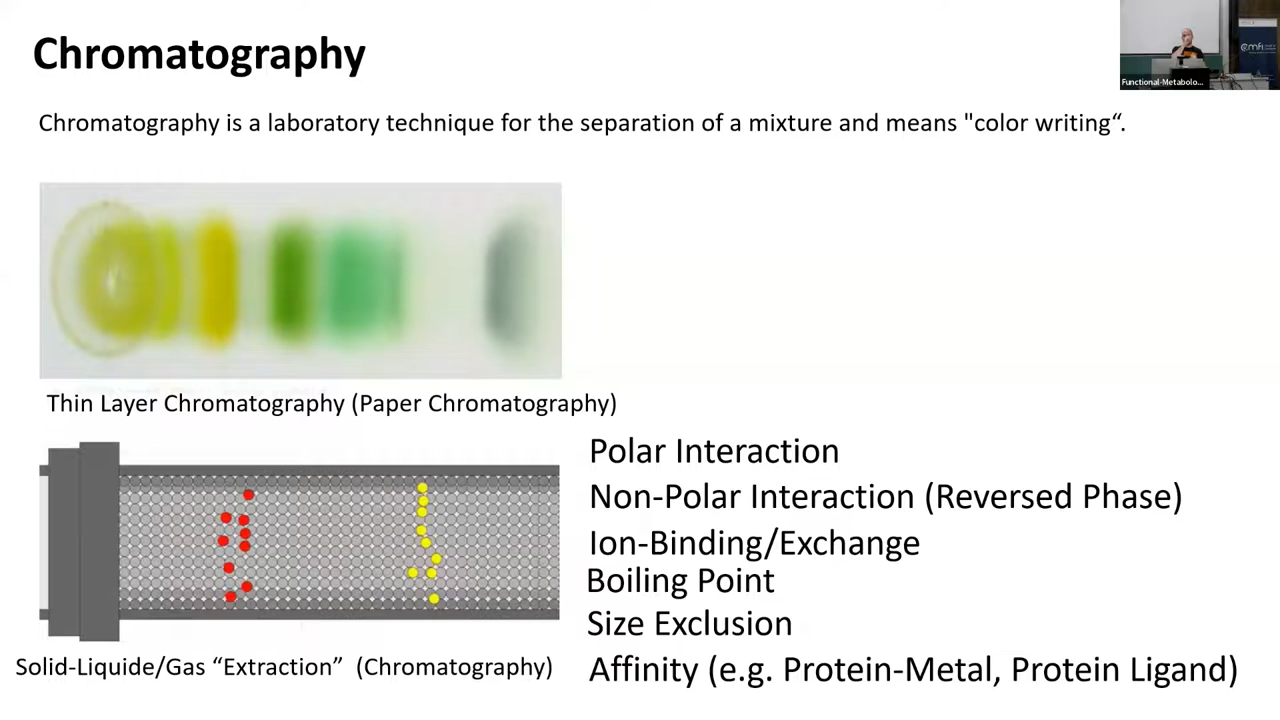 Chromatography
Chromatography is a laboratory technique for the separation of a mixture and means "color writing“.
Thin Layer Chromatography (Paper Chromatography)
Polar Interaction
Non-Polar Interaction (Reversed Phase)
Ion-Binding/Exchange
Boiling Point
Size Exclusion
Affinity (e.g. Protein-Metal, Protein Ligand)
Solid-Liquide/Gas “Extraction” (Chromatography)
Functional-Metabolo...
cmfi